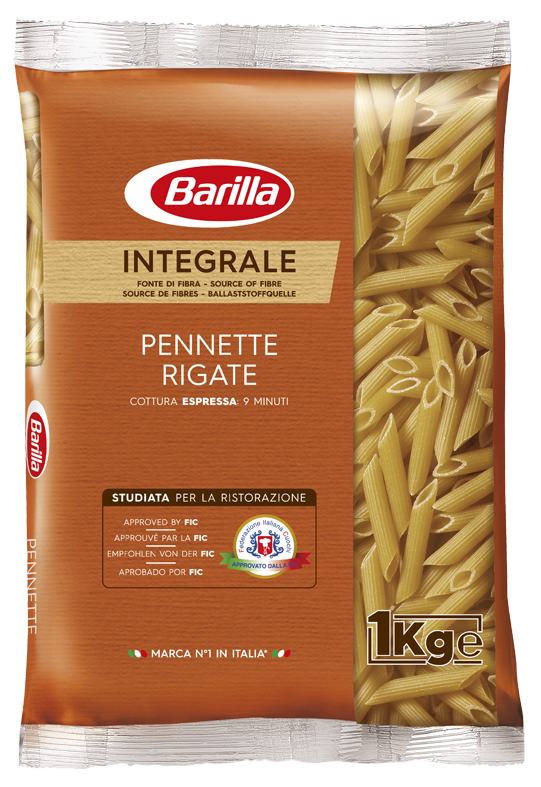 Barilla
INTEGRALE
FONTE DI FIBRA - SOURCE OF FIBRE
SOURCE DE FIBRES - BALLASTSTOFFQUELLE
PENNETTE
RIGATE
COTTURA ESPRESSA: 9 MINUTI
Barilla
PENNETTE
STUDIATA PER LA RISTORAZIONE
APPROVED BY FIC
APPROUVÉ PAR LA FIC
EMPFOHLEN VON DER FIC
APROBADO POR FIC
Federazione Italiana Cuochi
APPROVATO DALLA
MARCA N°1 IN ITALIA*
1Kg e